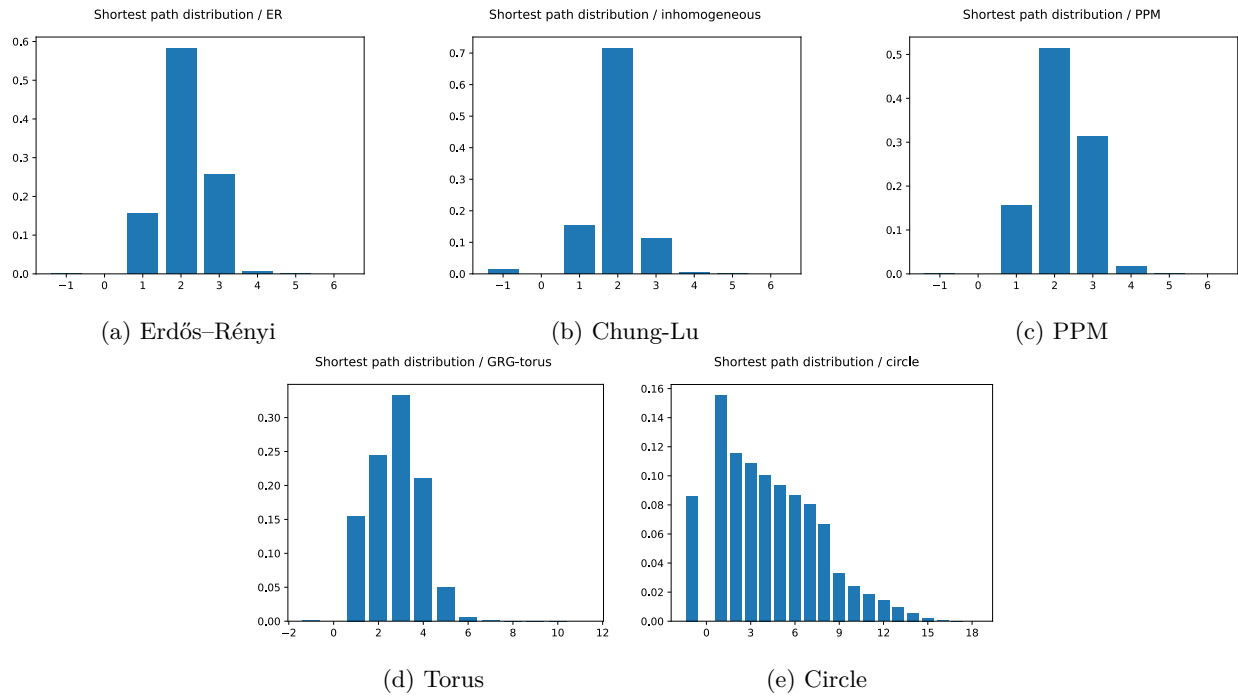 Shortest path distribution / ER
0.6
0.5
0.4
0.3
0.2
0.1
0.0
−1 0 1 2 3 4 5 6
(a) Erdős–Rényi
Shortest path distribution / inhomogeneous
0.7
0.6
0.5
0.4
0.3
0.2
0.1
0.0
−1 0 1 2 3 4 5 6
(b) Chung-Lu
Shortest path distribution / PPM
0.5
0.4
0.3
0.2
0.1
0.0
−1 0 1 2 3 4 5 6
(c) PPM
Shortest path distribution / GRG-torus
0.30
0.25
0.20
0.15
0.10
0.05
0.00
−2 0 2 4 6 8 10 12
(d) Torus
Shortest path distribution / circle
0.16
0.14
0.12
0.10
0.08
0.06
0.04
0.02
0.00
0 3 6 9 12 15 18
(e) Circle